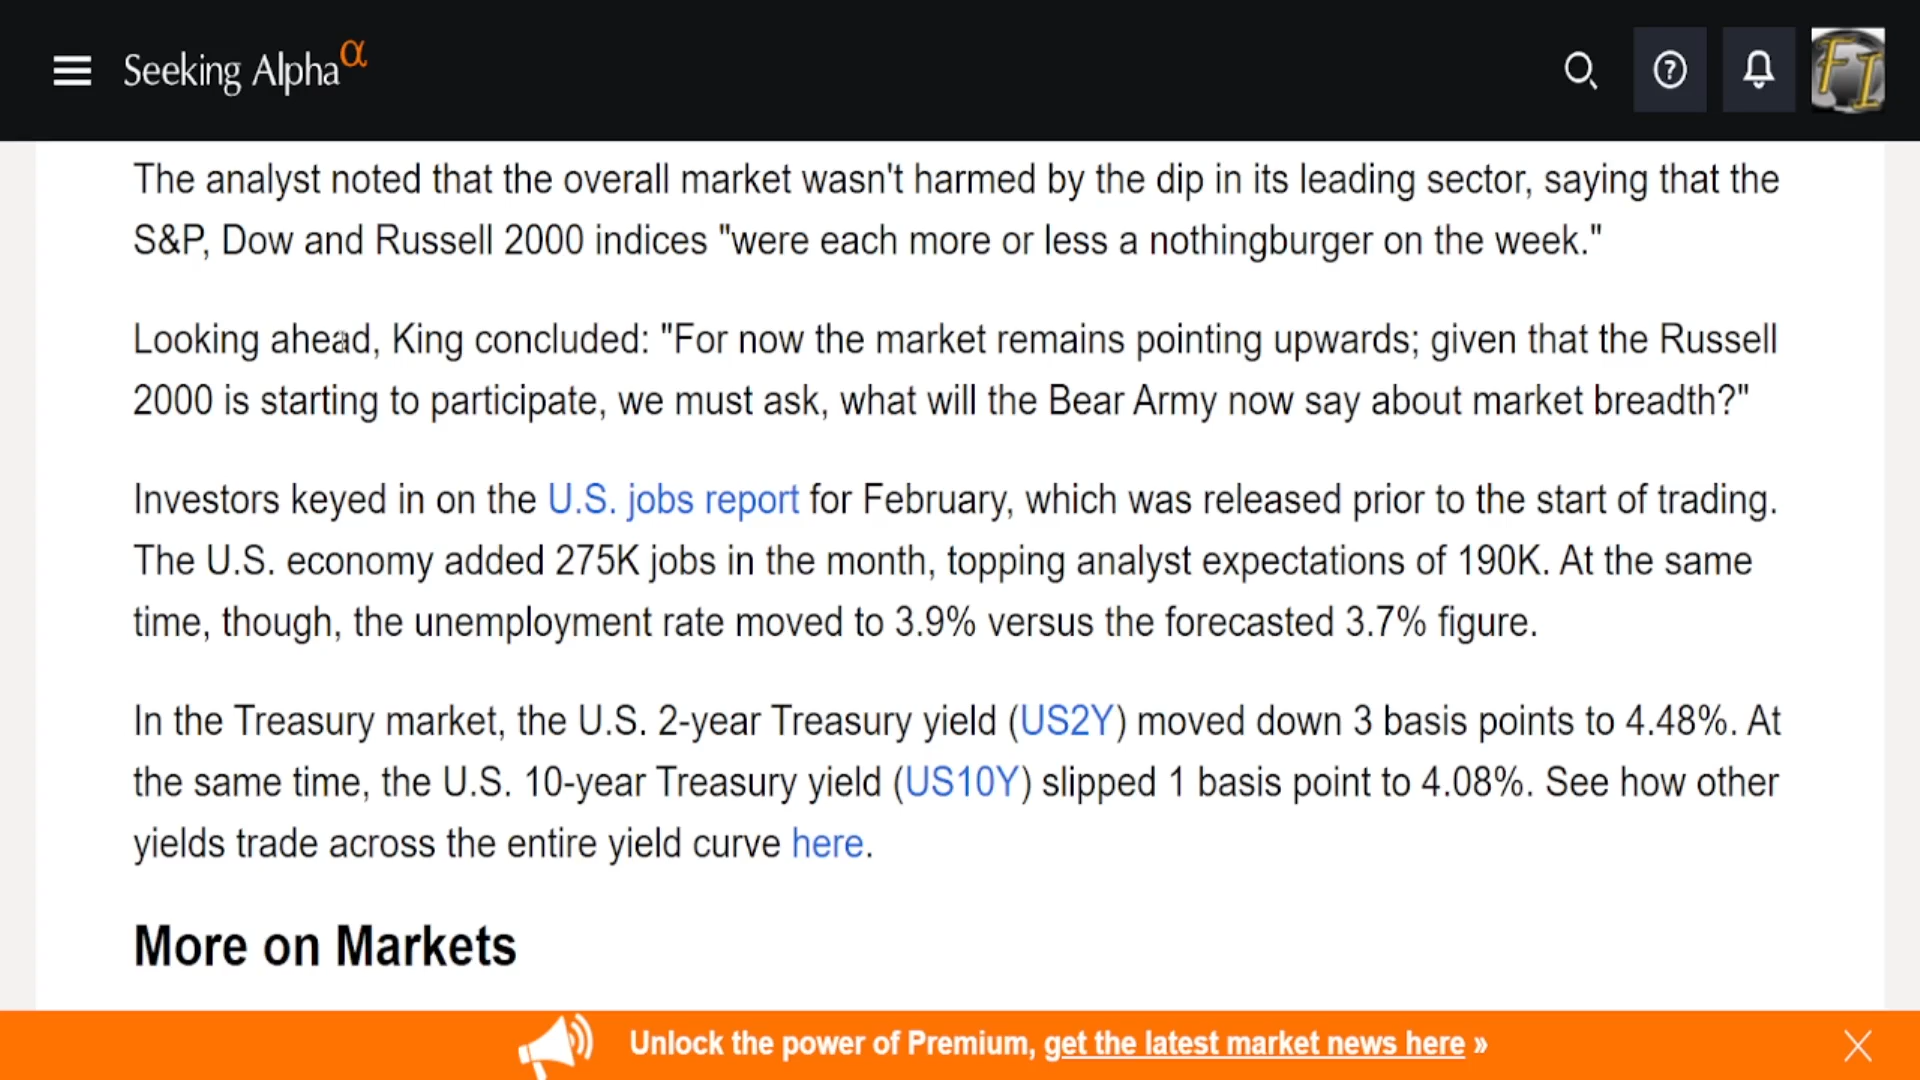 Seeking Alpha α
FI
The analyst noted that the overall market wasn't harmed by the dip in its leading sector, saying that the
S&P, Dow and Russell 2000 indices "were each more or less a nothingburger on the week."
Looking ahead, King concluded: "For now the market remains pointing upwards; given that the Russell
2000 is starting to participate, we must ask, what will the Bear Army now say about market breadth?"
Investors keyed in on the U.S. jobs report for February, which was released prior to the start of trading.
The U.S. economy added 275K jobs in the month, topping analyst expectations of 190K. At the same
time, though, the unemployment rate moved to 3.9% versus the forecasted 3.7% figure.
In the Treasury market, the U.S. 2-year Treasury yield (US2Y) moved down 3 basis points to 4.48%. At
the same time, the U.S. 10-year Treasury yield (US10Y) slipped 1 basis point to 4.08%. See how other
yields trade across the entire yield curve here.
More on Markets
Unlock the power of Premium, get the latest market news here »